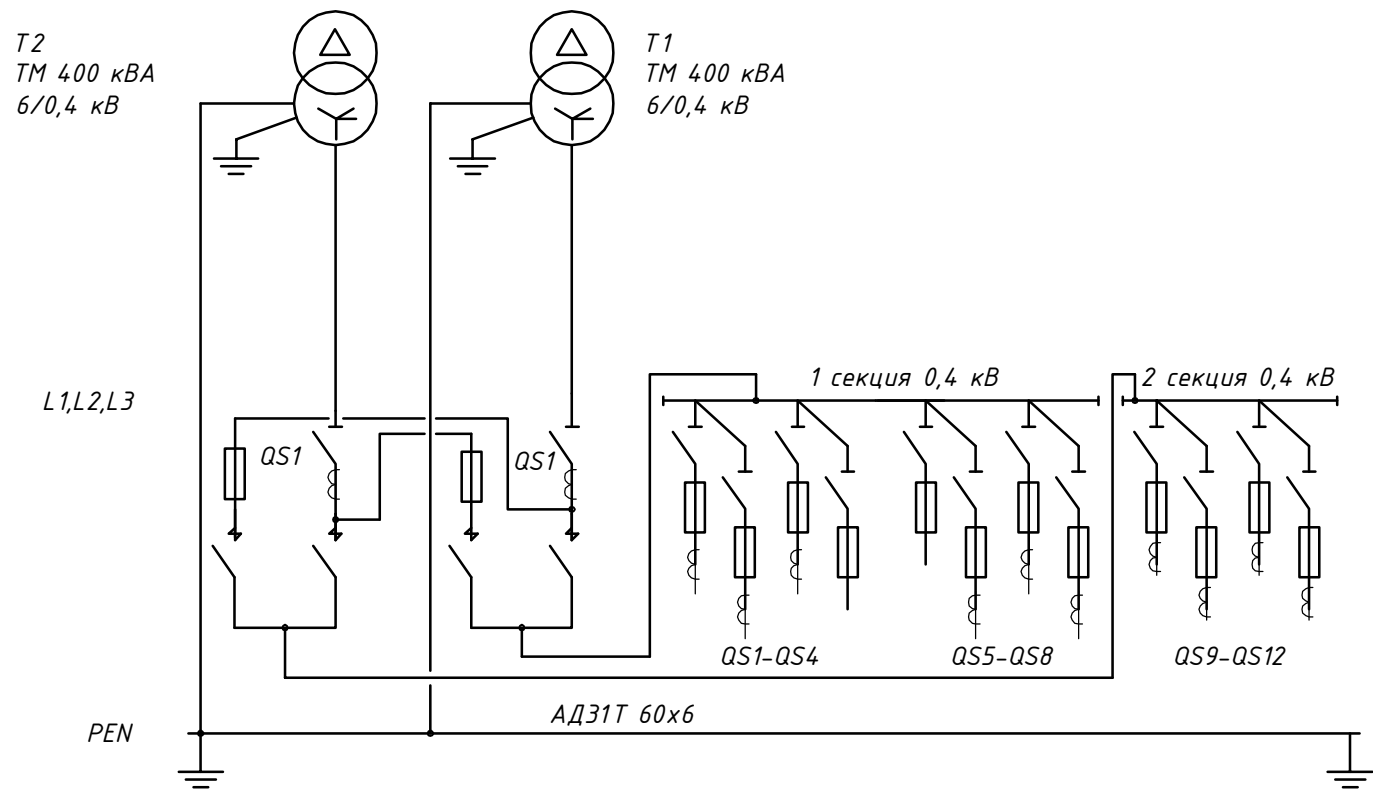 T2
ТМ 400 кВА
6/0,4 кВ
T1
ТМ 400 кВА
6/0,4 кВ
L1,L2,L3
QS1
QS1
1 секция 0,4 кВ
2 секция 0,4 кВ
QS1-QS4
QS5-QS8
QS9-QS12
АД31Т 60х6
PEN